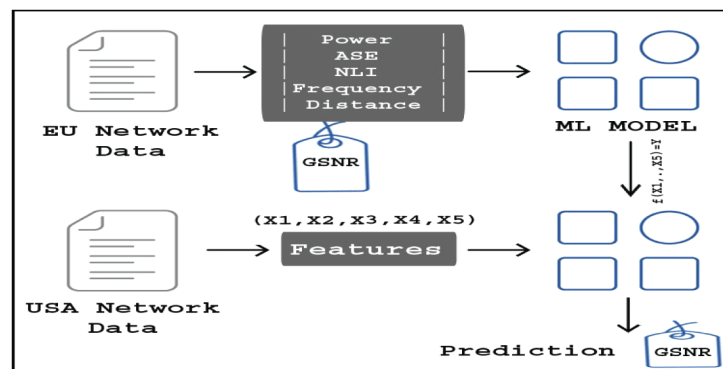 | Power |
| ASE |
| NLI |
|Frequency |
| Distance |
EU Network
Data
GSNR
ML MODEL
f(X1,.,X5)=Y
(X1,X2,X3,X4,X5)
Features
USA Network
Data
Prediction
GSNR